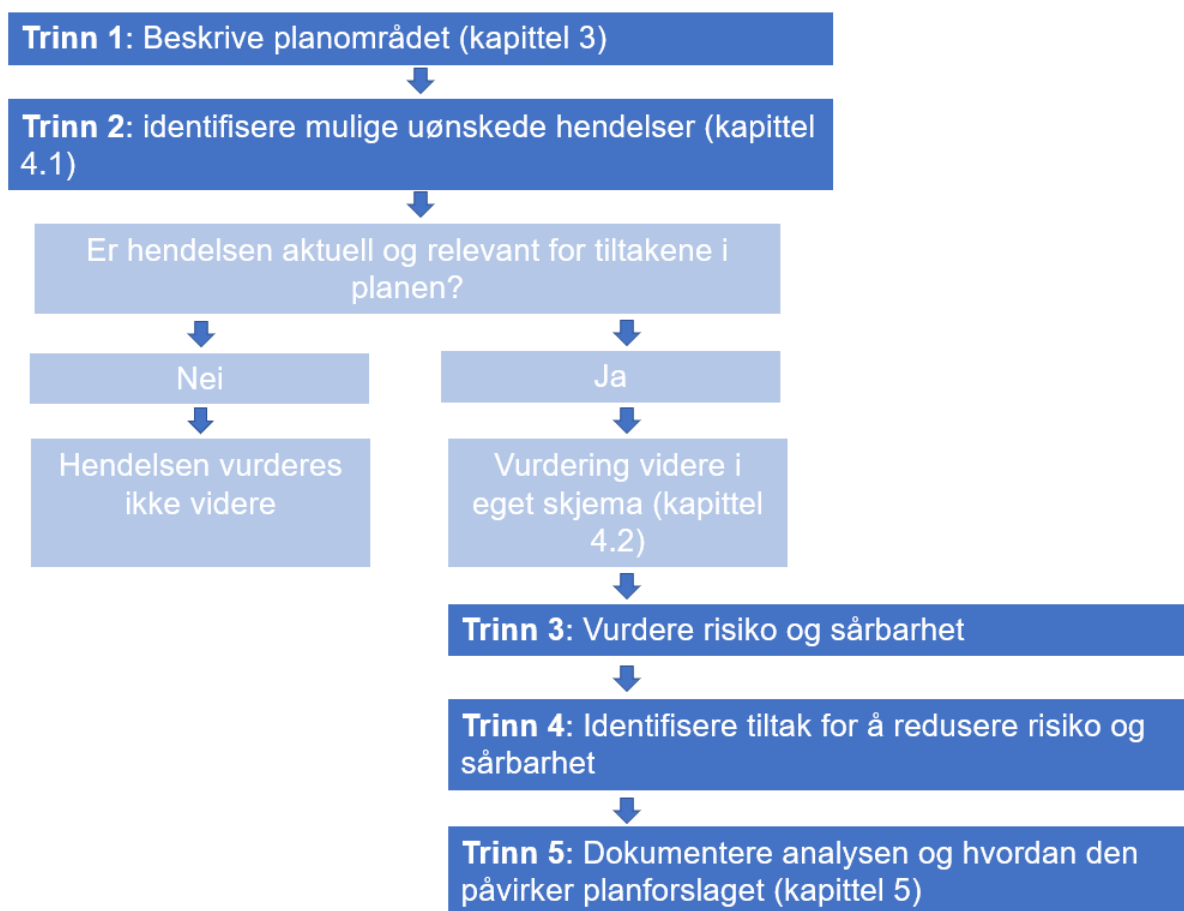 Trinn 1: Beskrive planområdet (kapittel 3)
Trinn 2: identifisere mulige uønskede hendelser (kapittel
4.1)
Er hendelsen aktuell og relevant for tiltakene i
planen?
Nei
Ja
Hendelsen vurderes
ikke videre
Vurdering videre i
eget skjema (kapittel
4.2)
Trinn 3: Vurdere risiko og sårbarhet
Trinn 4: Identifisere tiltak for å redusere risiko og
sårbarhet
Trinn 5: Dokumentere analysen og hvordan den
påvirker planforslaget (kapittel 5)